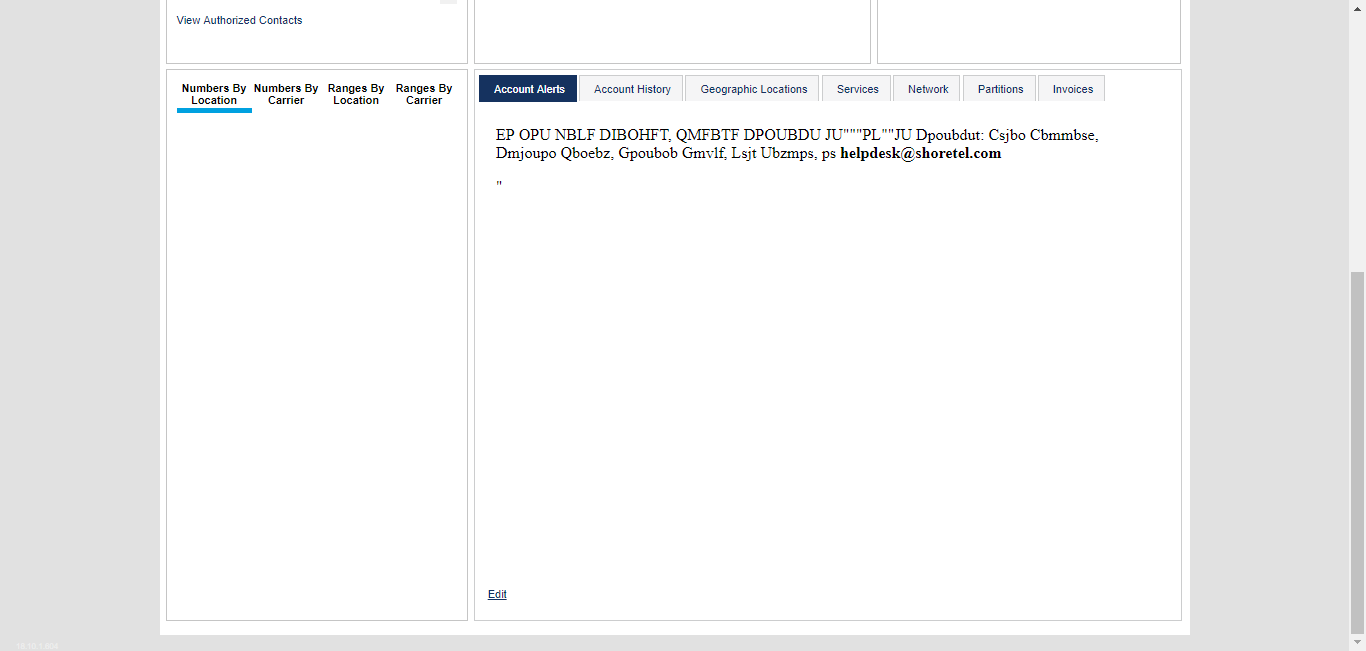 View Authorized Contacts
Numbers By Location
Numbers By Carrier
Ranges By Location
Ranges By Carrier
Account Alerts
Account History
Geographic Locations
Services
Network
Partitions
Invoices
EP OPU NBLF DIBOHFT, QMFBTF DPOUBDU JU"""PL""JU Dpoubdut: Csjbo Cbmmbse,
Dmjoupo Qboebz, Gpoubob Gmvlf, Lsjt Ubzmps, ps helpdesk@shoretel.com
"
Edit